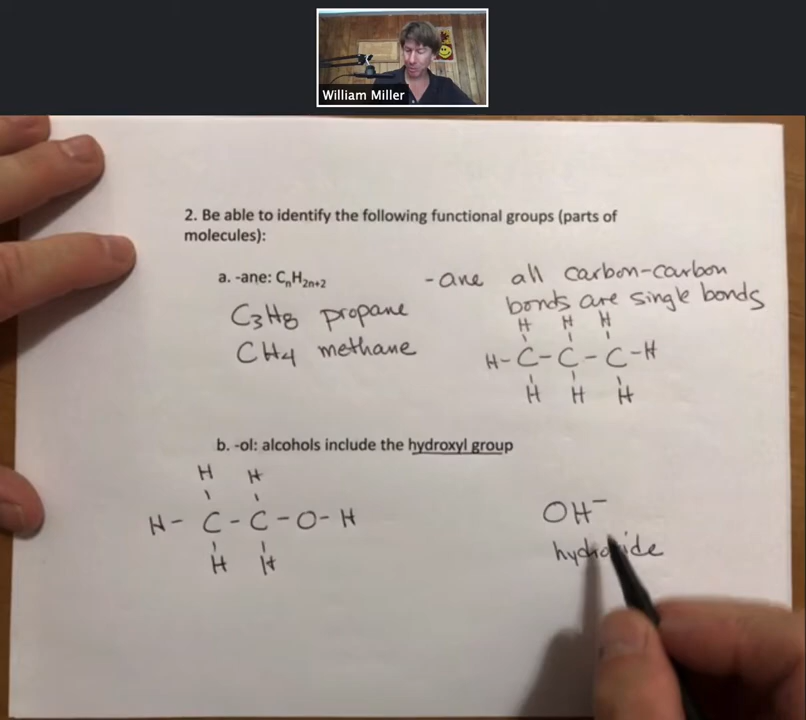 William Miller
2. Be able to identify the following functional groups (parts of
molecules):
a. -ane: CₙH₂ₙ₊₂
-ane all carbon-carbon
bonds are single bonds
C₃H₈ propane
CH₄ methane
H H H
H-C-C-C-H
H H H
b. -ol: alcohols include the hydroxyl group
H H
H-C-C-O-H
H H
OH⁻
hydroxide